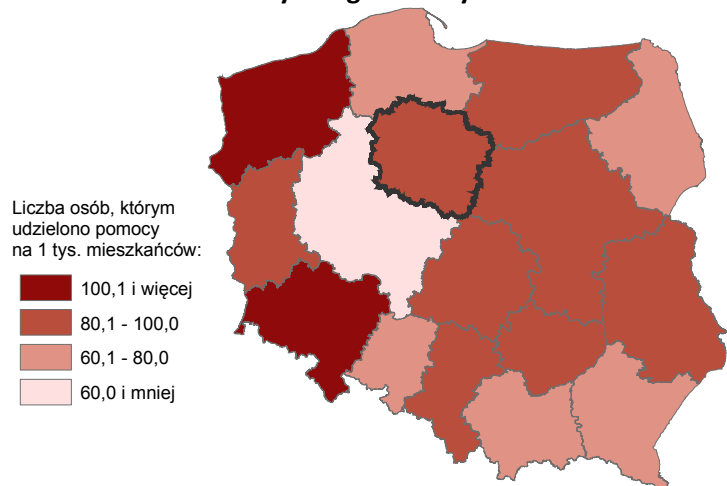 Liczba osób, którym
udzielono pomocy
na 1 tys. mieszkańców:
100,1 i więcej
80,1 - 100,0
60,1 - 80,0
60,0 i mniej